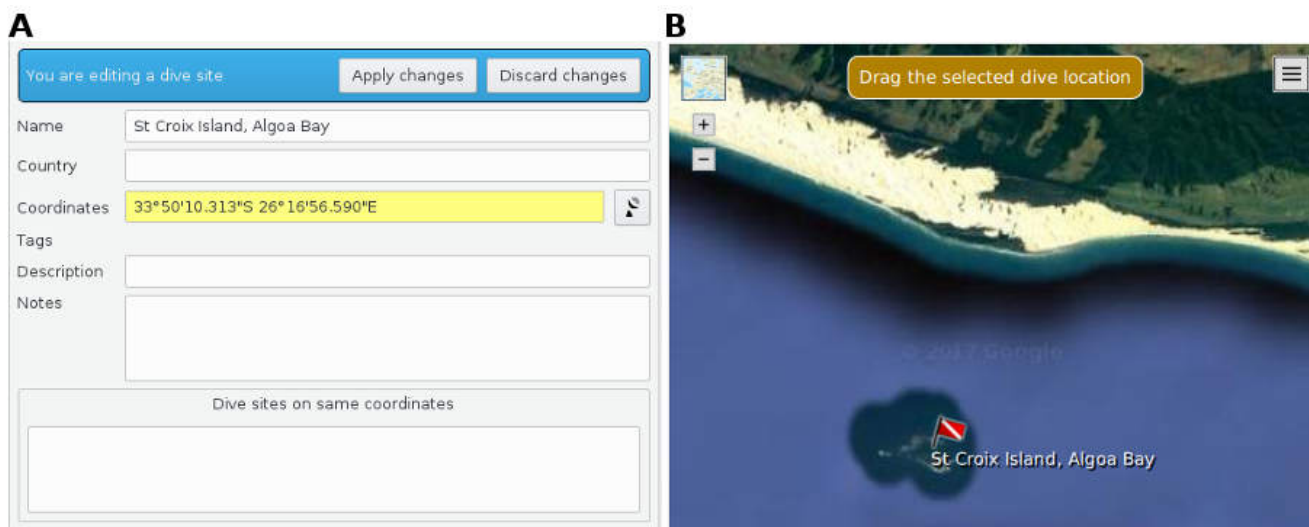 A
You are editing a dive site
Apply changes
Discard changes
Name
St Croix Island, Algoa Bay
Country
Coordinates
33°50'10.313"S 26°16'56.590"E
Tags
Description
Notes
Dive sites on same coordinates
B
Drag the selected dive location
+
−
© 2017 Google
St Croix Island, Algoa Bay